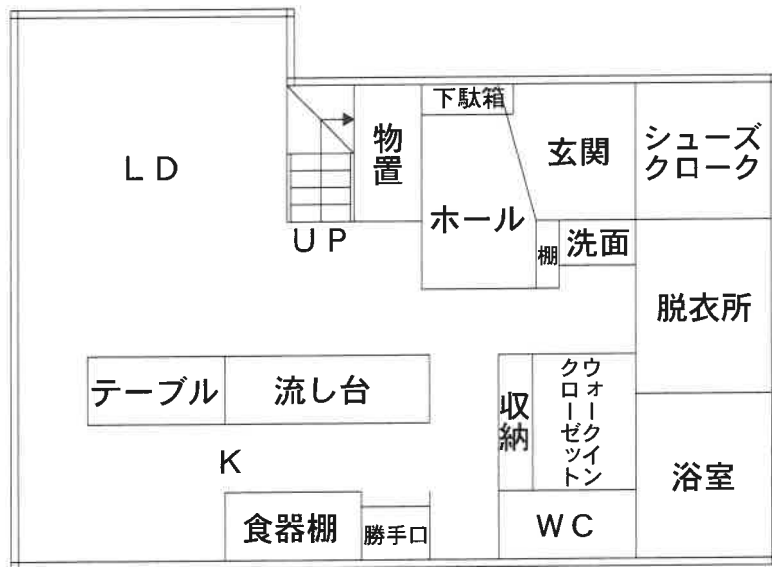 下駄箱
物置
玄関
シューズ
クローク
ＬＤ
ホール
ＵＰ
棚
洗面
脱衣所
テーブル
流し台
収納
ウォークイン
クローゼット
Ｋ
浴室
食器棚
勝手口
ＷＣ